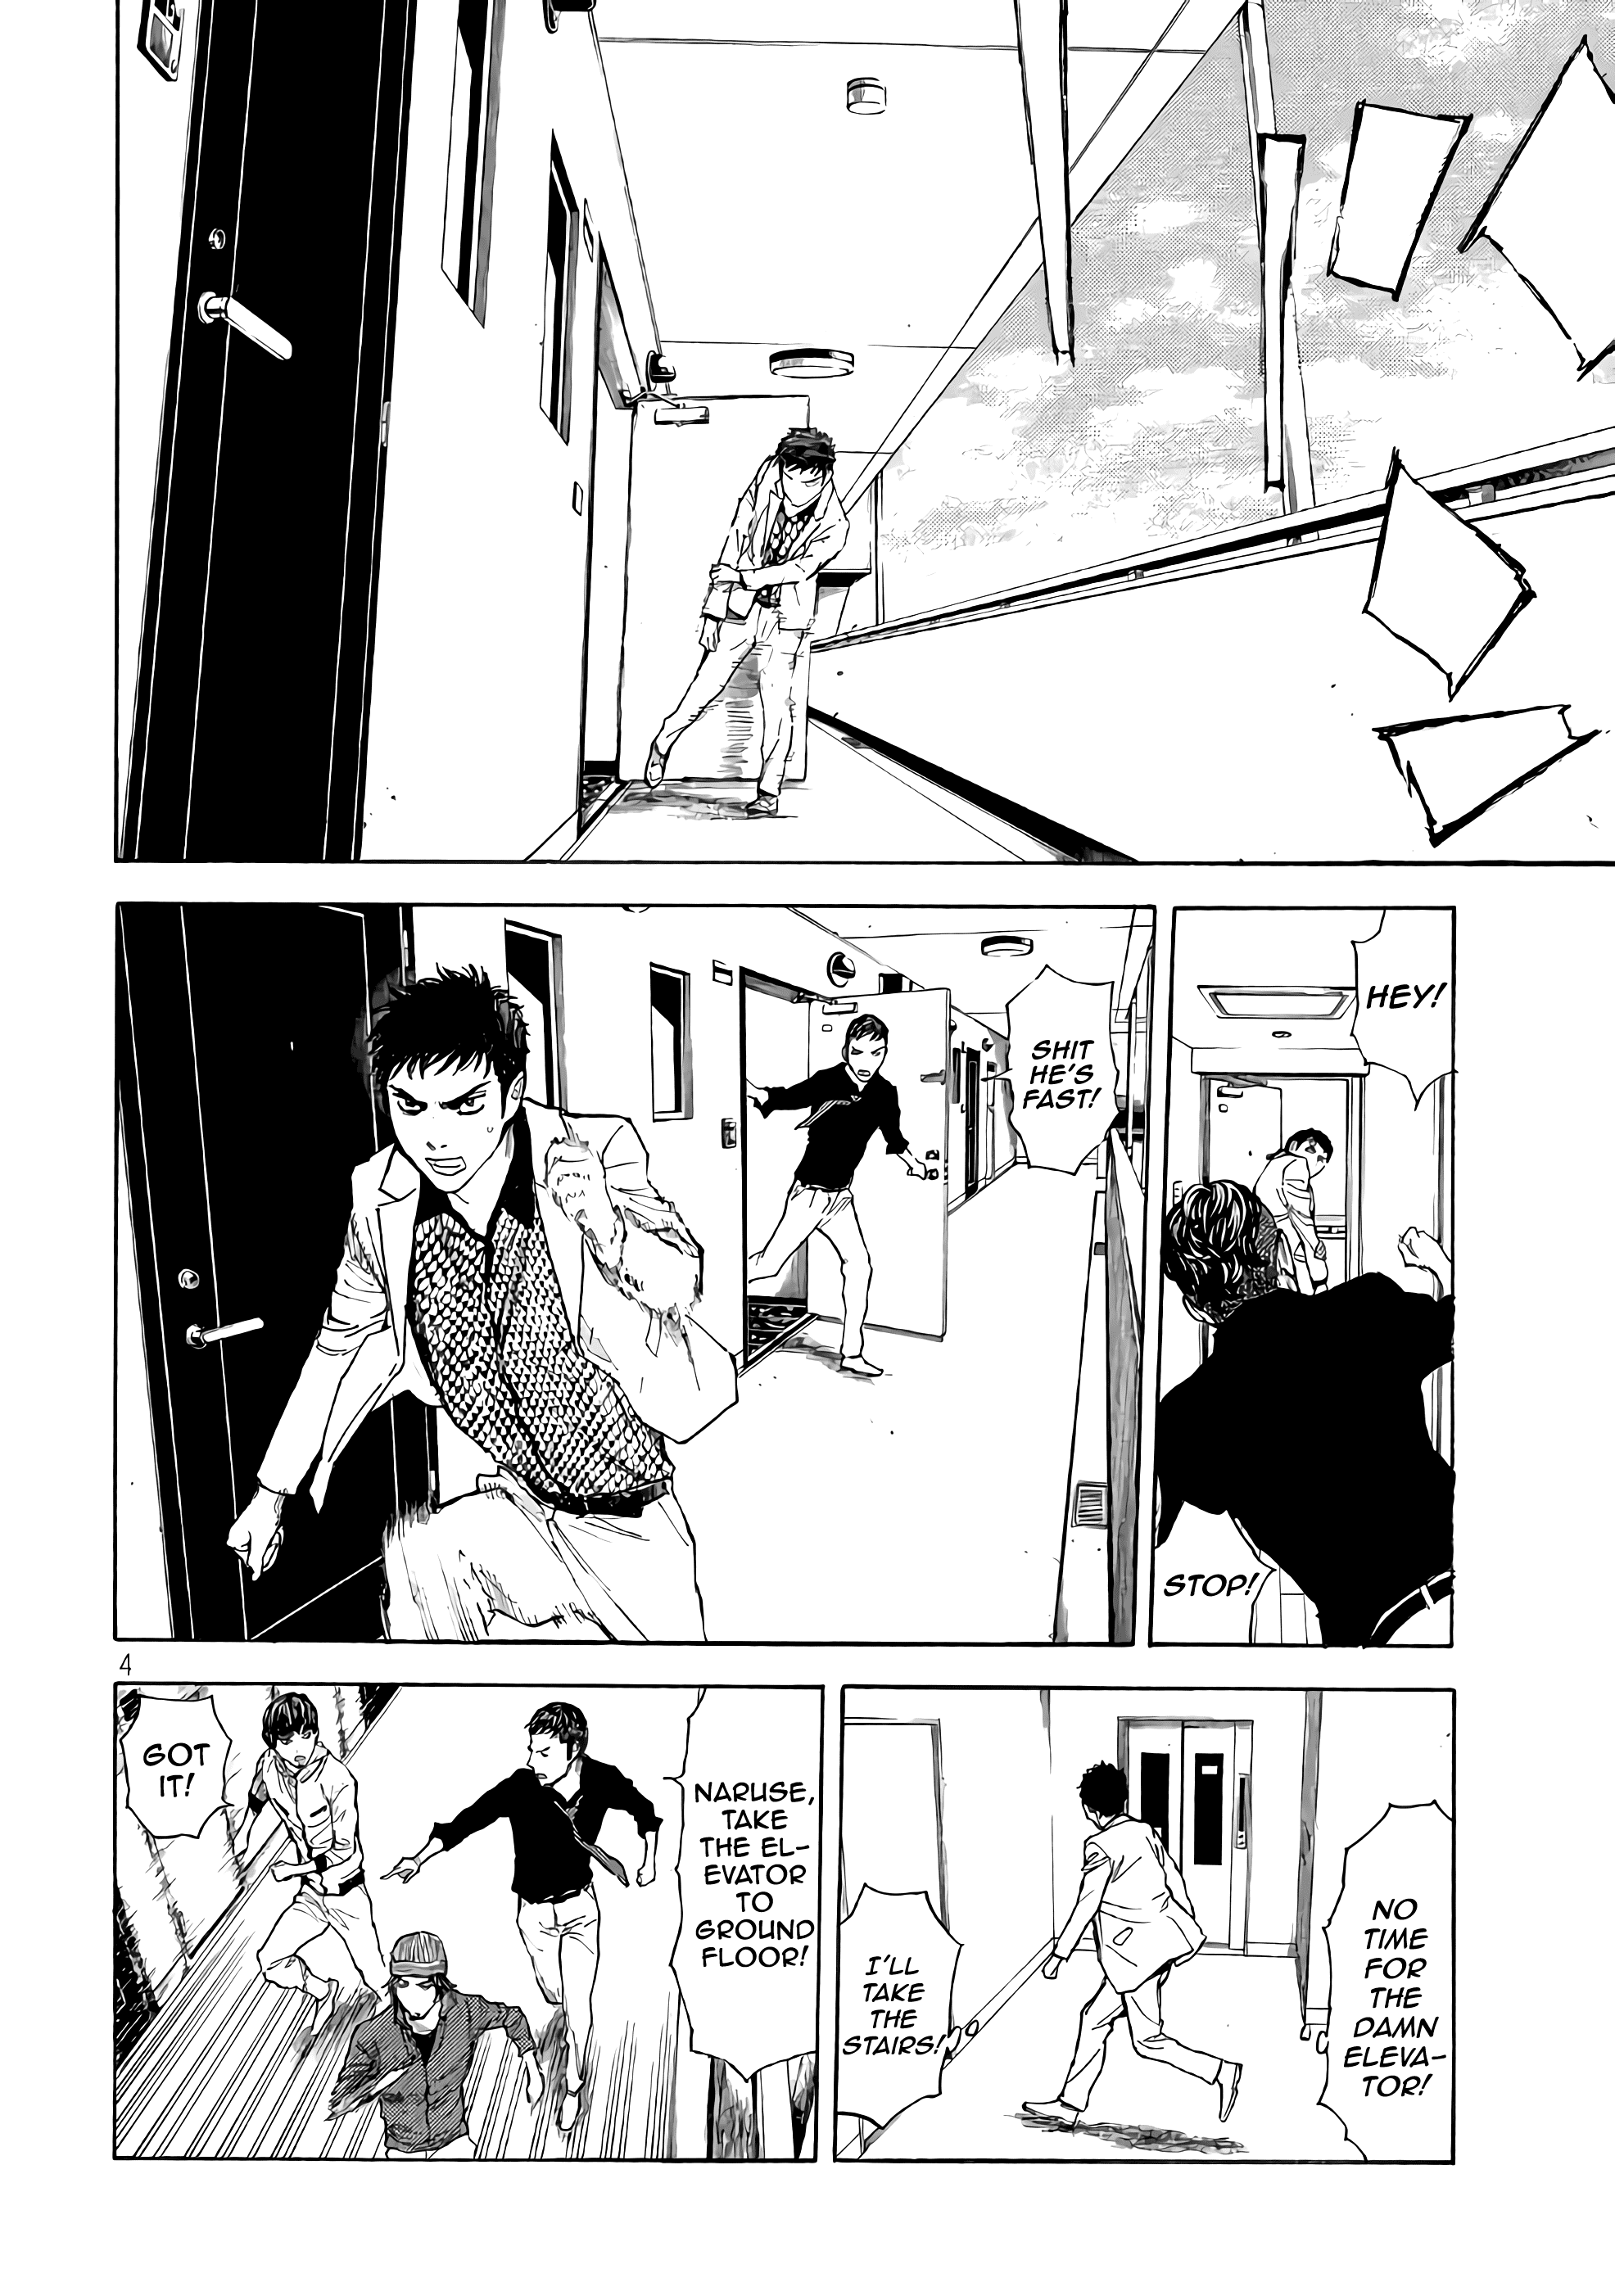 HEY!
STOP!
SHIT
HE'S
FAST!
NO
TIME
FOR
THE
DAMN
ELEVA-
TOR!
I'LL
TAKE
THE
STAIRS!
NARUSE,
TAKE
THE EL-
EVATOR
TO
GROUND
FLOOR!
GOT
IT!
4